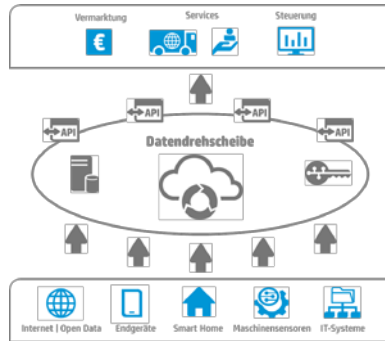 Vermarktung Services Steuerung
€
API API
API API
Datendrehscheibe
Internet | Open Data Endgeräte Smart Home Maschinensensoren IT-Systeme